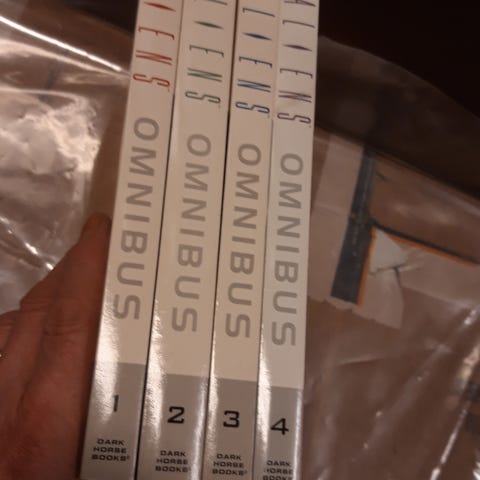 ALIENS
OMNIBUS
1
DARK
HORSE
BOOKS®
ALIENS
OMNIBUS
2
DARK
HORSE
BOOKS
ALIENS
OMNIBUS
3
DARK
HORSE
BOOKS
ALIENS
OMNIBUS
4
DARK
HORSE
BOOKS